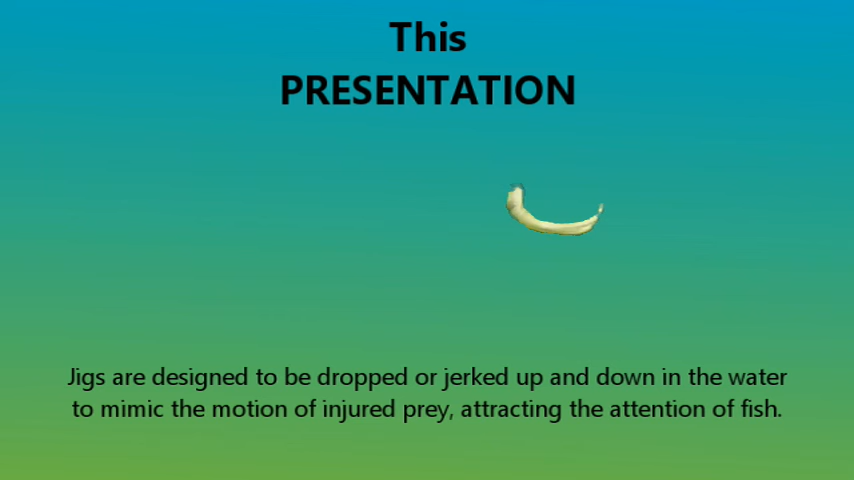 This
PRESENTATION
Jigs are designed to be dropped or jerked up and down in the water
to mimic the motion of injured prey, attracting the attention of fish.